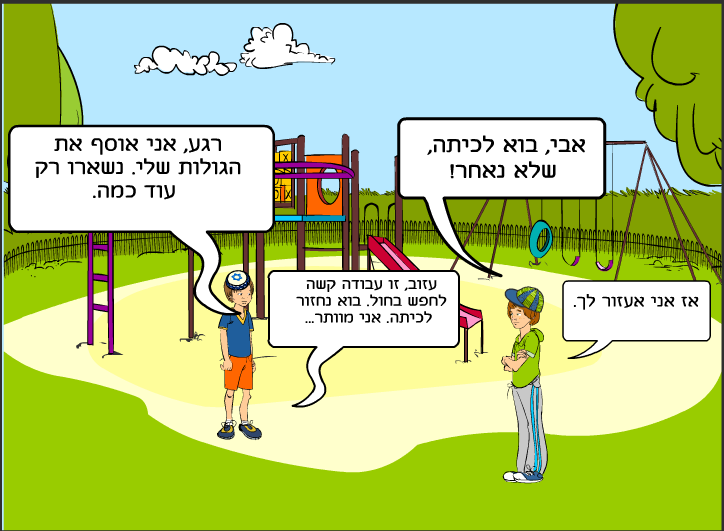 אבי, בוא לכיתה,
שלא נאחר!
רגע, אני אוסף את
הגולות שלי. נשארו רק
עוד כמה.
אז אני אעזור לך.
עזוב, זו עבודה קשה
לחפש בחול. בוא נחזור
לכיתה. אני מוותר...